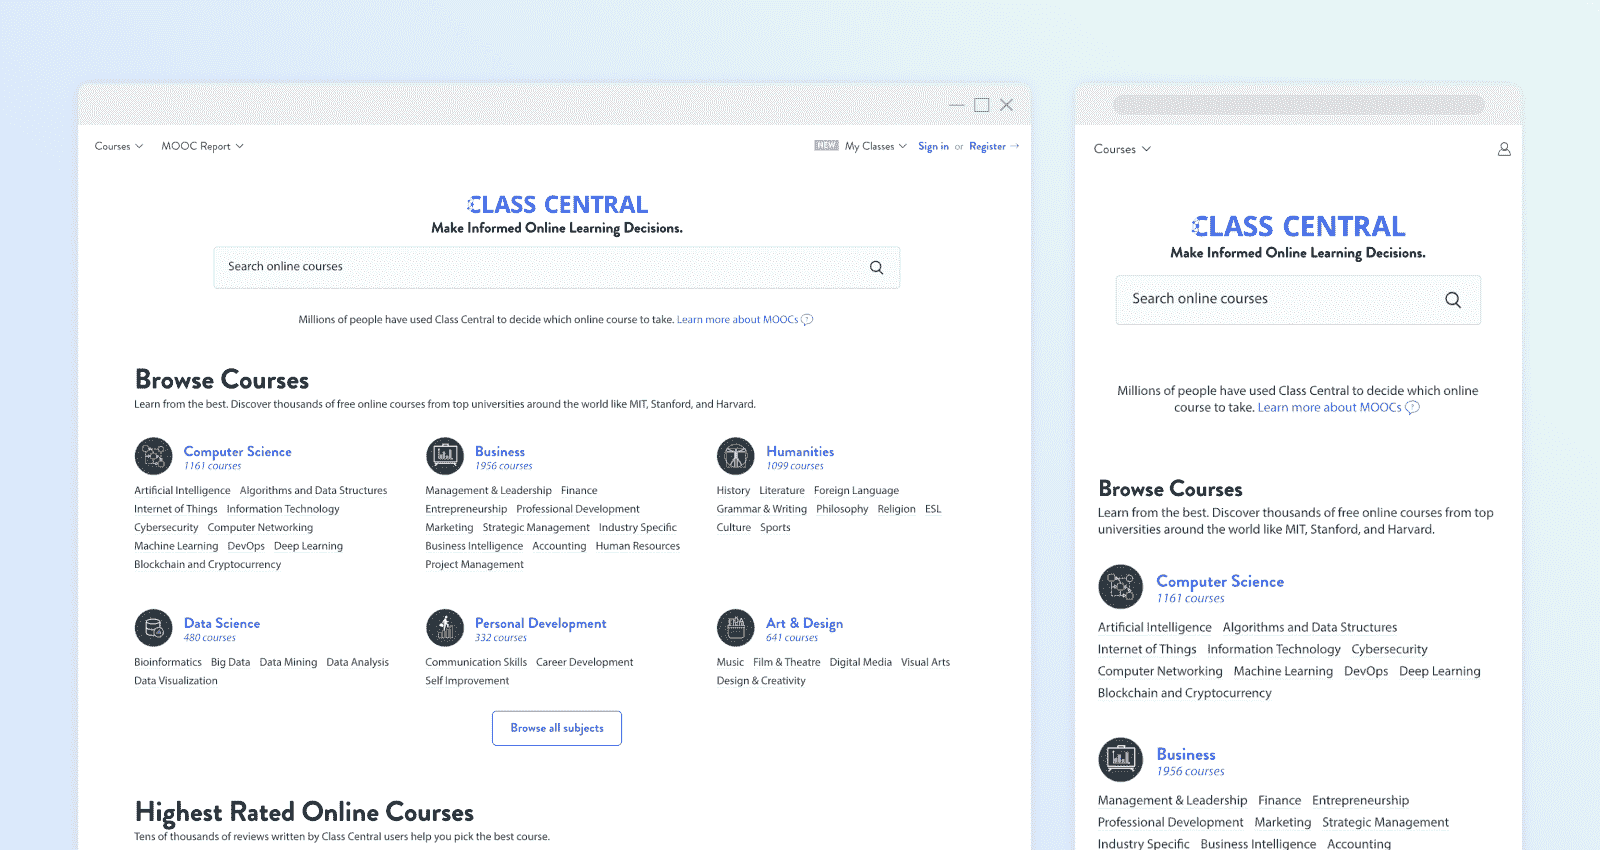 Courses MOOC Report NEW My Classes Sign in or Register →
CLASS CENTRAL
Make Informed Online Learning Decisions.
Search online courses
Millions of people have used Class Central to decide which online course to take. Learn more about MOOCs ?
Browse Courses
Learn from the best. Discover thousands of free online courses from top universities around the world like MIT, Stanford, and Harvard.
Computer Science
1161 courses
Artificial Intelligence Algorithms and Data Structures
Internet of Things Information Technology
Cybersecurity Computer Networking
Machine Learning DevOps Deep Learning
Blockchain and Cryptocurrency
Business
1956 courses
Management & Leadership Finance
Entrepreneurship Professional Development
Marketing Strategic Management Industry Specific
Business Intelligence Accounting Human Resources
Project Management
Humanities
1099 courses
History Literature Foreign Language
Grammar & Writing Philosophy Religion ESL
Culture Sports
Data Science
480 courses
Bioinformatics Big Data Data Mining Data Analysis
Data Visualization
Personal Development
332 courses
Communication Skills Career Development
Self Improvement
Art & Design
641 courses
Music Film & Theatre Digital Media Visual Arts
Design & Creativity
Browse all subjects
Highest Rated Online Courses
Tens of thousands of reviews written by Class Central users help you pick the best course.
Courses
CLASS CENTRAL
Make Informed Online Learning Decisions.
Search online courses
Millions of people have used Class Central to decide which online
course to take. Learn more about MOOCs ?
Browse Courses
Learn from the best. Discover thousands of free online courses from top
universities around the world like MIT, Stanford, and Harvard.
Computer Science
1161 courses
Artificial Intelligence Algorithms and Data Structures
Internet of Things Information Technology Cybersecurity
Computer Networking Machine Learning DevOps Deep Learning
Blockchain and Cryptocurrency
Business
1956 courses
Management & Leadership Finance Entrepreneurship
Professional Development Marketing Strategic Management
Industry Specific Business Intelligence Accounting